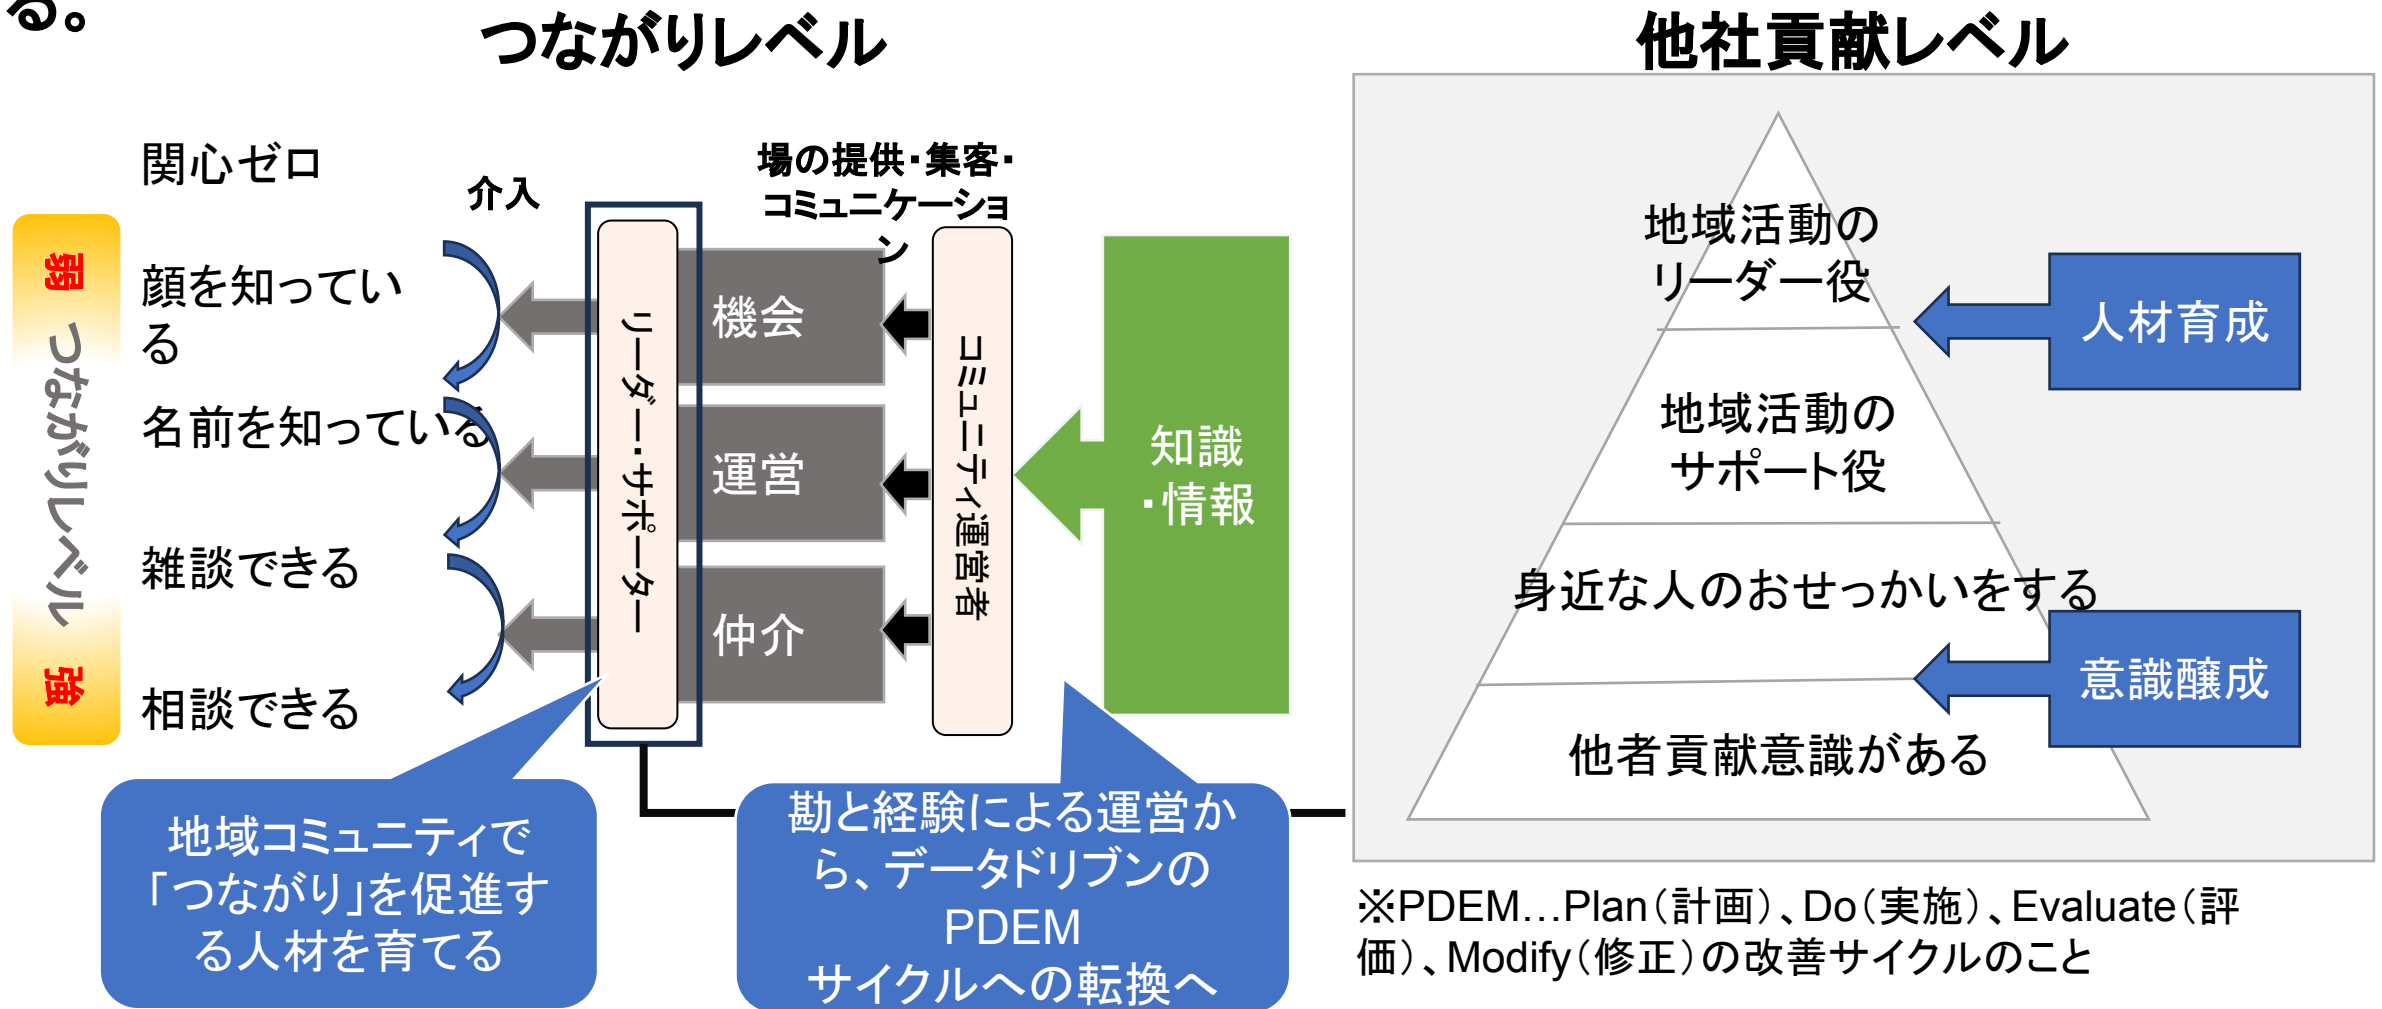 る。
つながりレベル
関心ゼロ
顔を知ってい
る
名前を知っている
雑談できる
相談できる
弱
つながりレベル
強
介入
リーダー・サポーター
場の提供・集客・
コミュニケーショ
ン
機会
運営
仲介
コミュニティ運営者
知識
・情報
地域コミュニティで
「つながり」を促進す
る人材を育てる
勘と経験による運営か
ら、データドリブンの
PDEM
サイクルへの転換へ
他社貢献レベル
地域活動の
リーダー役
地域活動の
サポート役
身近な人のおせっかいをする
他者貢献意識がある
人材育成
意識醸成
※PDEM…Plan（計画）、Do（実施）、Evaluate（評
価）、Modify（修正）の改善サイクルのこと